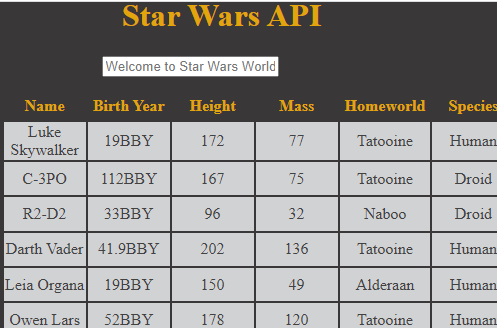 Star Wars API
Welcome to Star Wars World
Name Birth Year Height Mass Homeworld Species
Luke
Skywalker 19BBY 172 77 Tatooine Human
C-3PO 112BBY 167 75 Tatooine Droid
R2-D2 33BBY 96 32 Naboo Droid
Darth Vader 41.9BBY 202 136 Tatooine Human
Leia Organa 19BBY 150 49 Alderaan Human
Owen Lars 52BBY 178 120 Tatooine Human